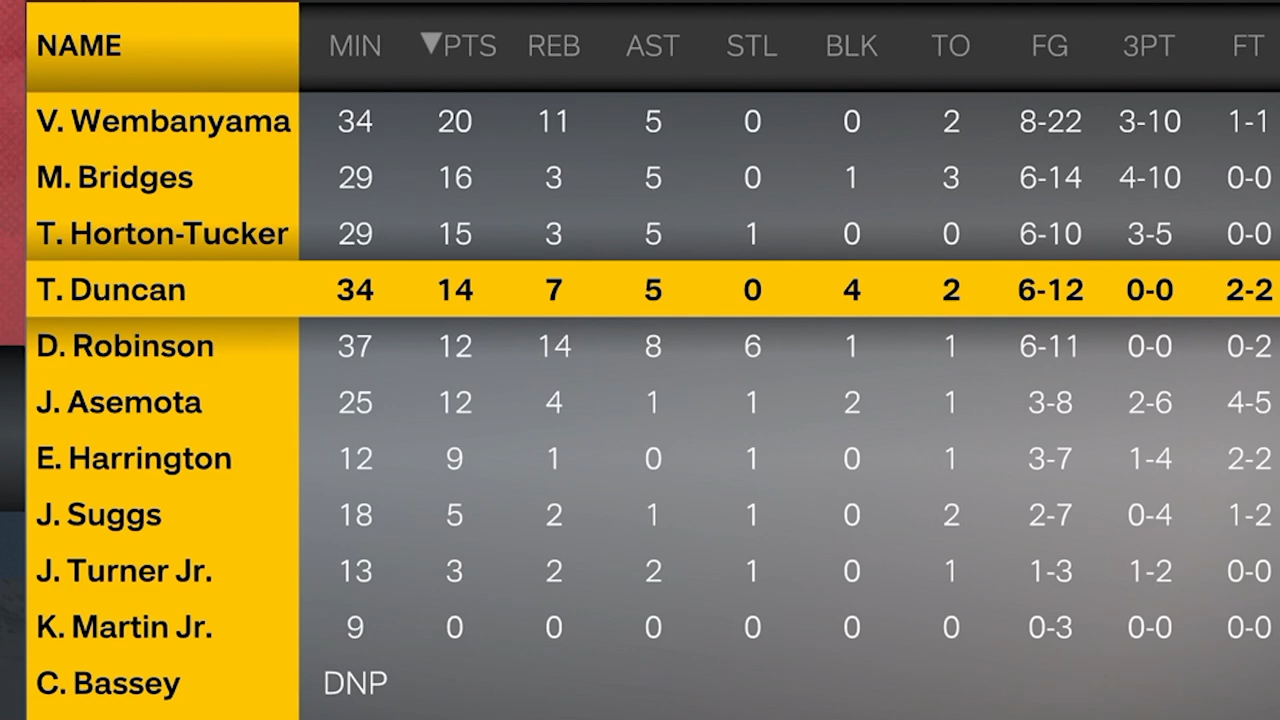 NAME MIN ▼PTS REB AST STL BLK TO FG 3PT FT
V. Wembanyama 34 20 11 5 0 0 2 8-22 3-10 1-1
M. Bridges 29 16 3 5 0 1 3 6-14 4-10 0-0
T. Horton-Tucker 29 15 3 5 1 0 0 6-10 3-5 0-0
T. Duncan 34 14 7 5 0 4 2 6-12 0-0 2-2
D. Robinson 37 12 14 8 6 1 1 6-11 0-0 0-2
J. Asemota 25 12 4 1 1 2 1 3-8 2-6 4-5
E. Harrington 12 9 1 0 1 0 1 3-7 1-4 2-2
J. Suggs 18 5 2 1 1 0 2 2-7 0-4 1-2
J. Turner Jr. 13 3 2 2 1 0 1 1-3 1-2 0-0
K. Martin Jr. 9 0 0 0 0 0 0 0-3 0-0 0-0
C. Bassey DNP